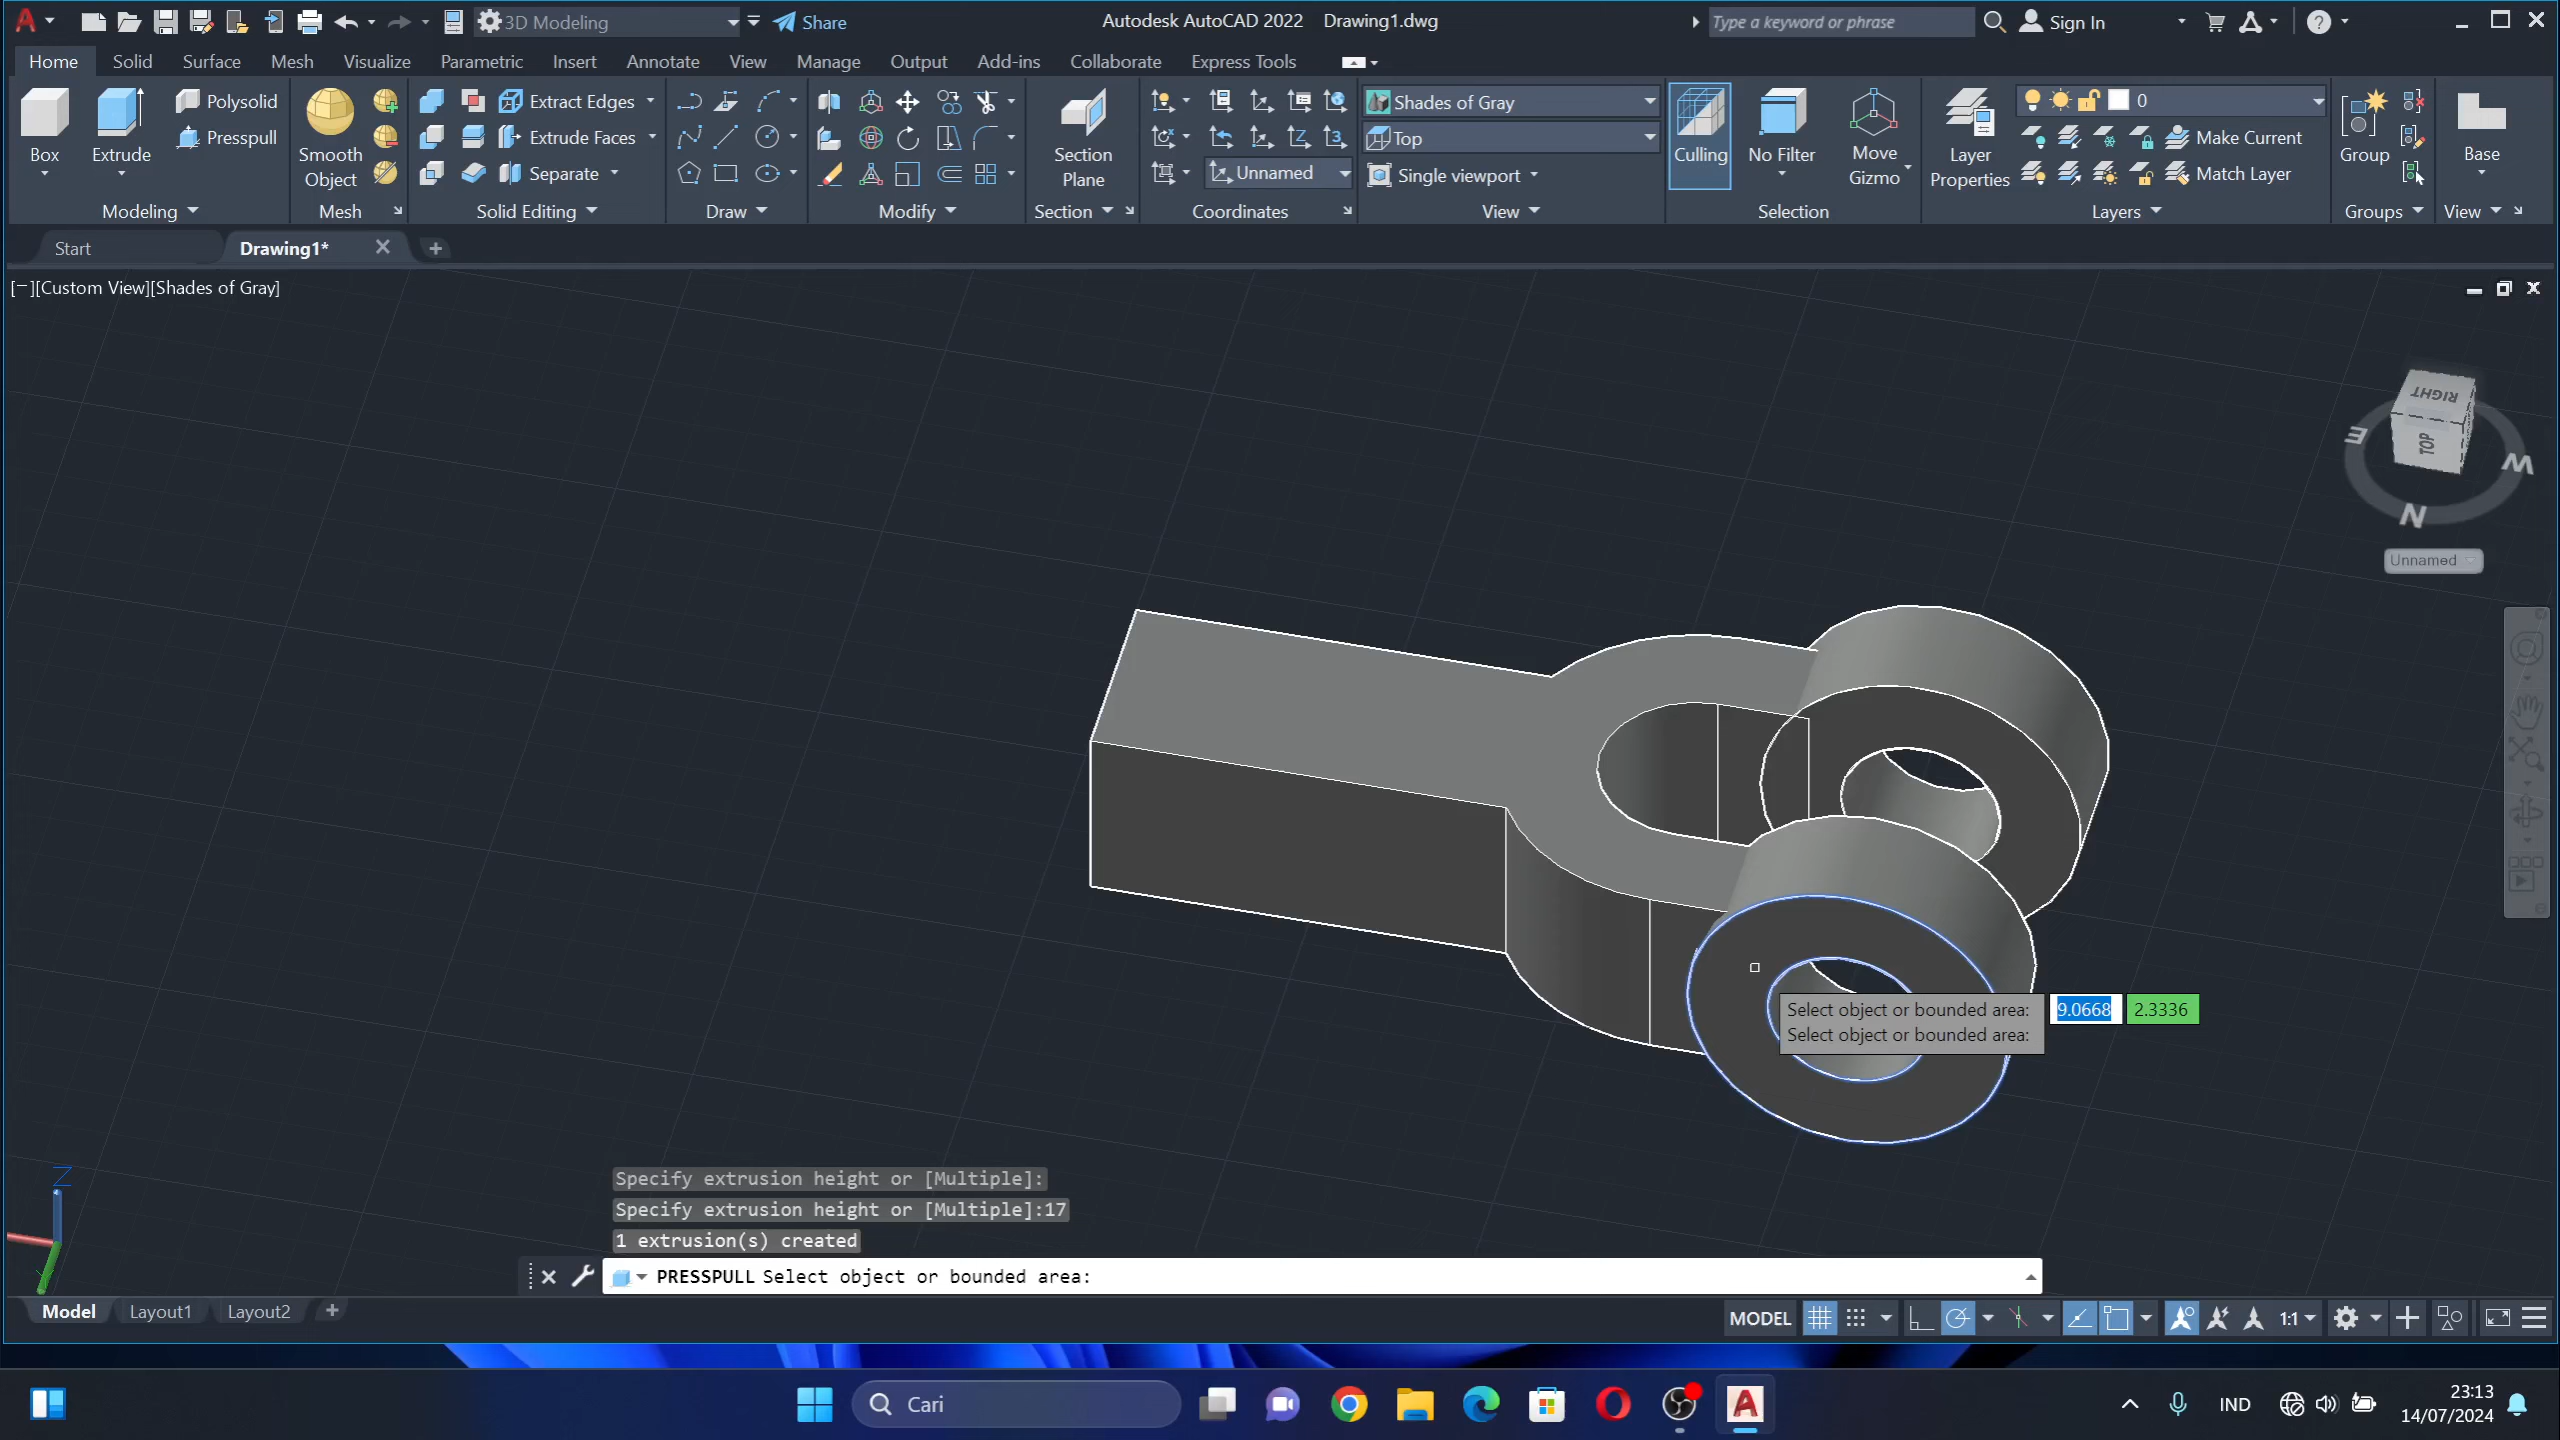 3D Modeling
Share
Autodesk AutoCAD 2022 Drawing1.dwg
Type a keyword or phrase
Sign In
Home Solid Surface Mesh Visualize Parametric Insert Annotate View Manage Output Add-ins Collaborate Express Tools
Box
Extrude
Polysolid
Presspull
Smooth
Object
Extract Edges
Extrude Faces
Separate
Section
Plane
Unnamed
Shades of Gray
Top
Single viewport
Culling
No Filter
Move
Gizmo
Layer
Properties
0
Make Current
Match Layer
Group
Base
Modeling Mesh Solid Editing Draw Modify Section Coordinates View Selection Layers Groups View
Start Drawing1*
[−][Custom View][Shades of Gray]
RIGHT
TOP
E
W
N
Unnamed
Select object or bounded area: 9.0668 2.3336
Select object or bounded area:
Z
Y
Specify extrusion height or [Multiple]:
Specify extrusion height or [Multiple]:17
1 extrusion(s) created
PRESSPULL Select object or bounded area:
Model Layout1 Layout2
MODEL
1:1
Cari
IND
23:13
14/07/2024